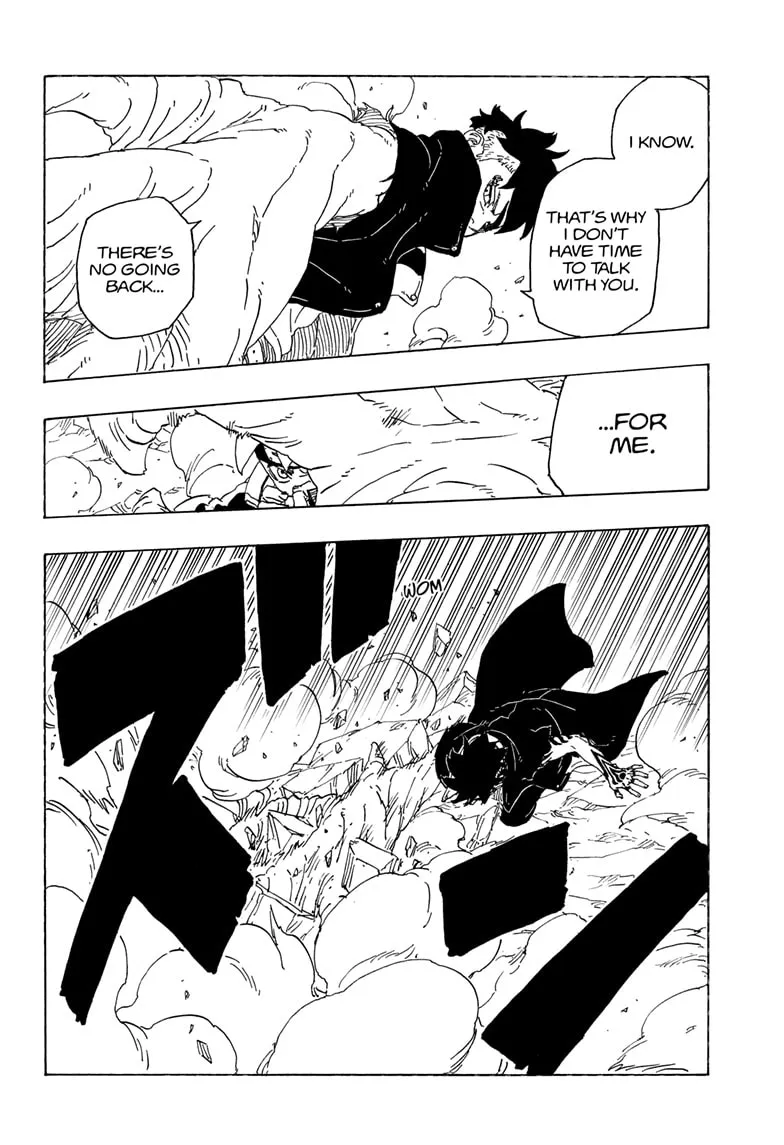 I KNOW.
THAT'S WHY
I DON'T
HAVE TIME
TO TALK
WITH YOU.
THERE'S
NO GOING
BACK...
...FOR
ME.
WOM
ズーン